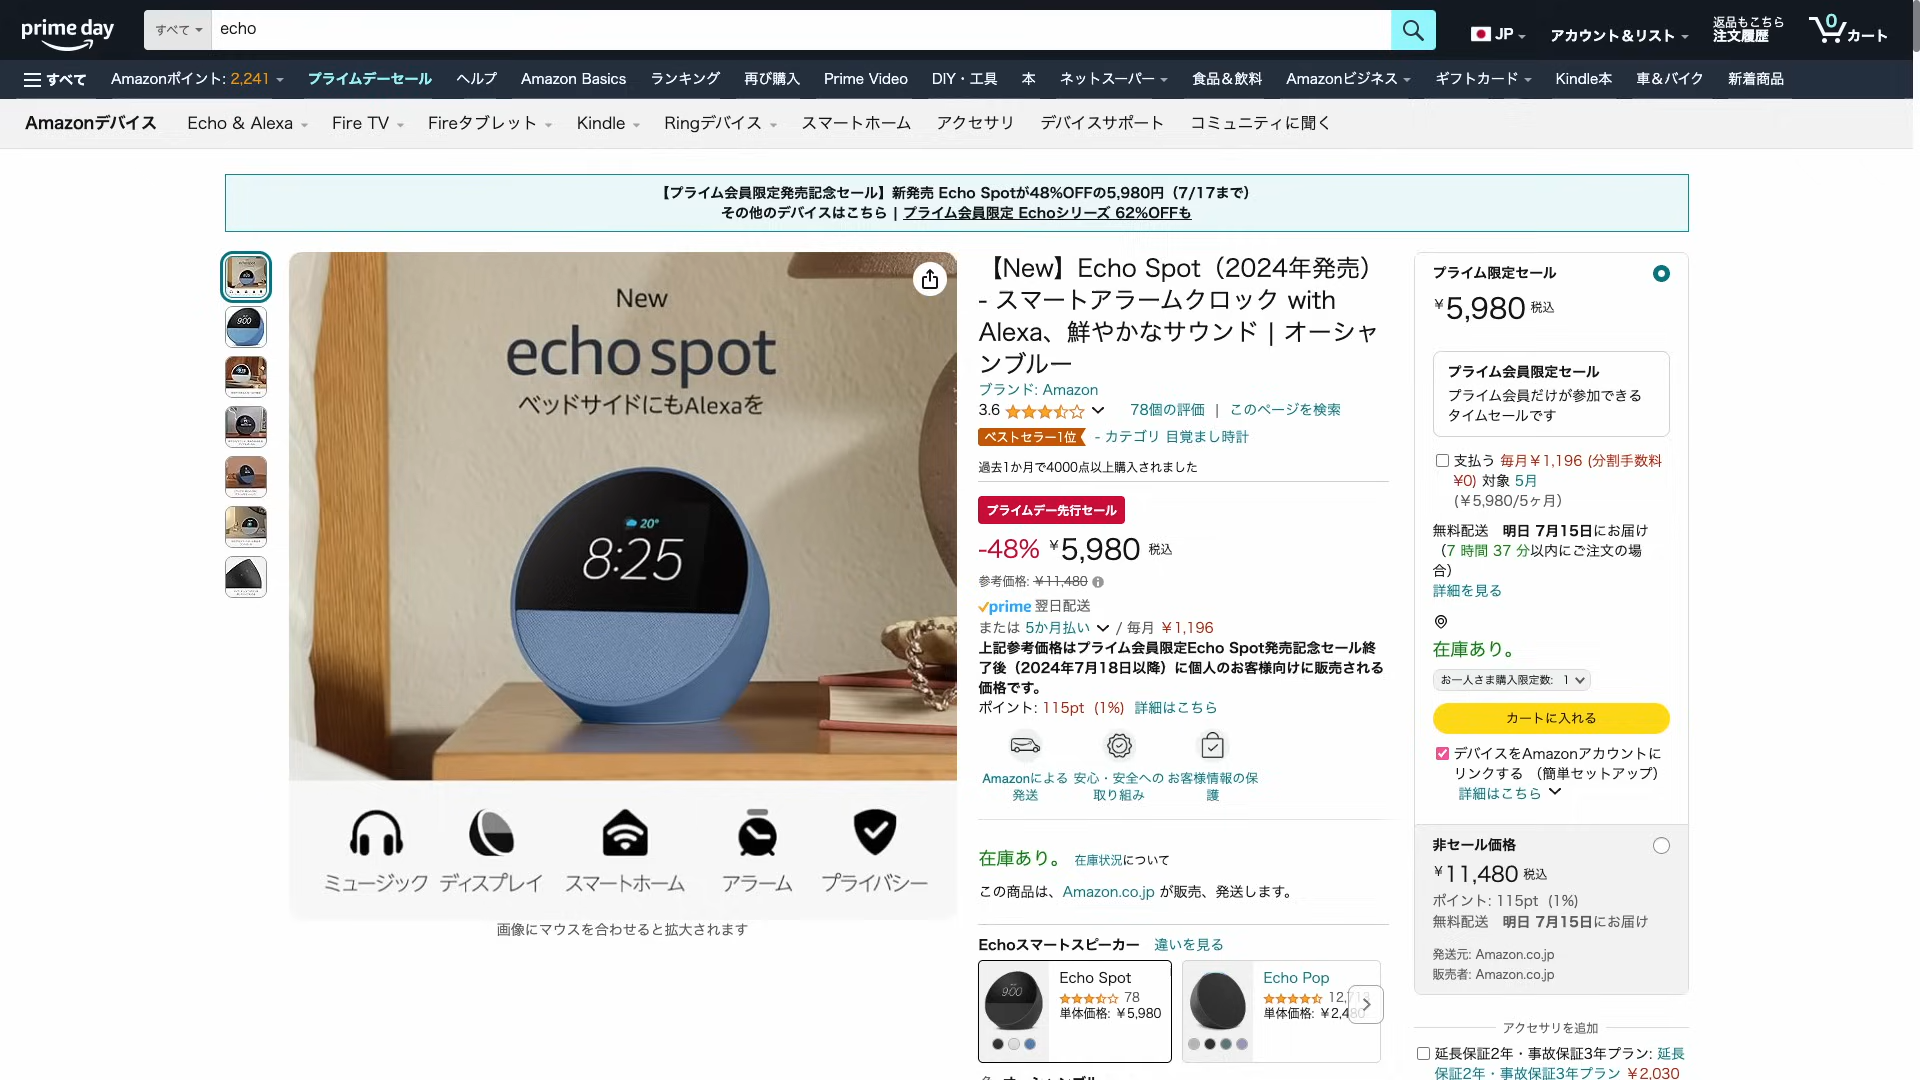 prime day
すべて
echo
JP
アカウント＆リスト
返品もこちら
注文履歴
0
カート
すべて
Amazonポイント: 2,241
プライムデーセール
ヘルプ
Amazon Basics
ランキング
再び購入
Prime Video
DIY・工具
本
ネットスーパー
食品＆飲料
Amazonビジネス
ギフトカード
Kindle本
車＆バイク
新着商品
Amazonデバイス
Echo & Alexa
Fire TV
Fireタブレット
Kindle
Ringデバイス
スマートホーム
アクセサリ
デバイスサポート
コミュニティに聞く
【プライム会員限定発売記念セール】新発売 Echo Spotが48%OFFの5,980円（7/17まで）
その他のデバイスはこちら | プライム会員限定 Echoシリーズ 62%OFFも
New
echo spot
ベッドサイドにもAlexaを
20°
8:25
ミュージック
ディスプレイ
スマートホーム
アラーム
プライバシー
画像にマウスを合わせると拡大されます
【New】Echo Spot（2024年発売）
- スマートアラームクロック with
Alexa、鮮やかなサウンド | オーシャ
ンブルー
ブランド: Amazon
3.6
78個の評価 | このページを検索
ベストセラー1位 - カテゴリ 目覚まし時計
過去1か月で4000点以上購入されました
プライムデー先行セール
-48% ￥5,980 税込
参考価格: ￥11,480
prime 翌日配送
または 5か月払い / 毎月 ￥1,196
上記参考価格はプライム会員限定Echo Spot発売記念セール終
了後（2024年7月18日以降）に個人のお客様向けに販売される
価格です。
ポイント: 115pt (1%) 詳細はこちら
Amazonによる
発送
安心・安全への
取り組み
お客様情報の保
護
在庫あり。 在庫状況について
この商品は、Amazon.co.jp が販売、発送します。
Echoスマートスピーカー 違いを見る
9:00
Echo Spot
78
単体価格: ￥5,980
Echo Pop
12,713
単体価格: ￥2,480
プライム限定セール
￥5,980 税込
プライム会員限定セール
プライム会員だけが参加できる
タイムセールです
支払う 毎月￥1,196 (分割手数料
¥0) 対象 5月
(￥5,980/5ヶ月)
無料配送 明日 7月15日にお届け
（7 時間 37 分以内にご注文の場
合）
詳細を見る
在庫あり。
お一人さま購入限定数: 1
カートに入れる
デバイスをAmazonアカウントに
リンクする （簡単セットアップ）
詳細はこちら
非セール価格
￥11,480 税込
ポイント: 115pt (1%)
無料配送 明日 7月15日にお届け
発送元: Amazon.co.jp
販売者: Amazon.co.jp
アクセサリを追加
延長保証2年・事故保証3年プラン: 延長
保証2年・事故保証3年プラン ￥2,030